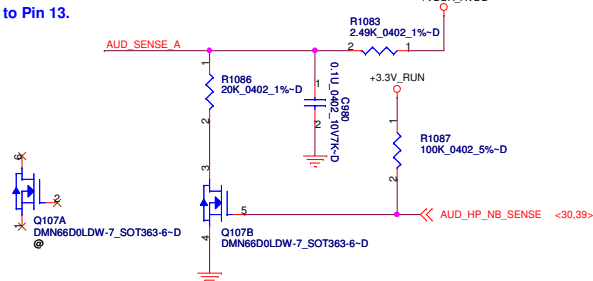 to Pin 13.
R1083
2.49K_0402_1%~D
AUD_SENSE_A
2
1
1
R1086
20K_0402_1%~D
2
1
2
C980
0.1U_0402_10V7K~D
+3.3V_RUN
1
R1087
100K_0402_5%~D
2
6
2
1
Q107A
DMN66D0LDW-7_SOT363-6~D
@
3
5
4
Q107B
DMN66D0LDW-7_SOT363-6~D
AUD_HP_NB_SENSE <30,39>